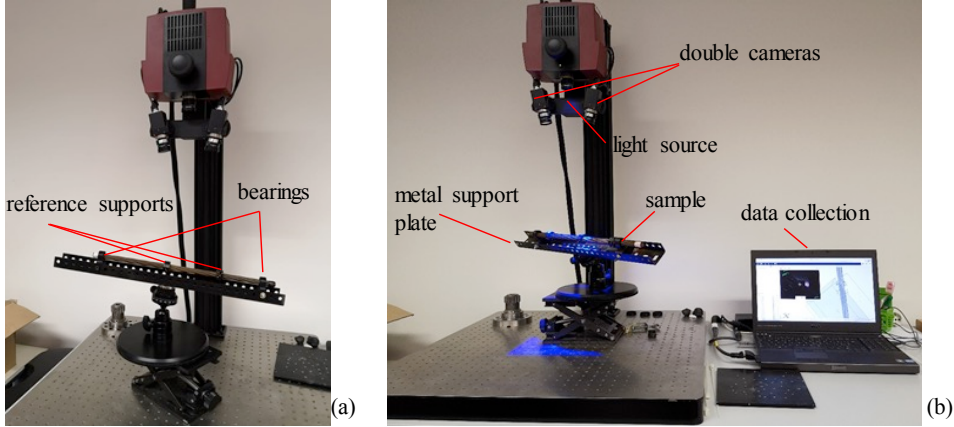 bearings
reference supports
(a)
double cameras
light source
metal support
plate
sample
data collection
(b)